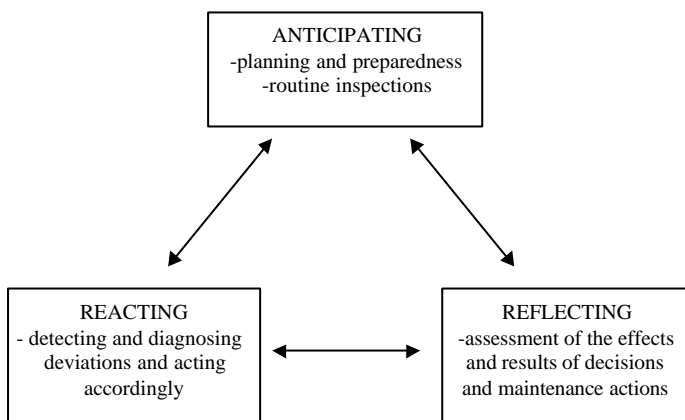 ANTICIPATING
-planning and preparedness
-routine inspections
REACTING
- detecting and diagnosing
deviations and acting
accordingly
REFLECTING
-assessment of the effects
and results of decisions
and maintenance actions